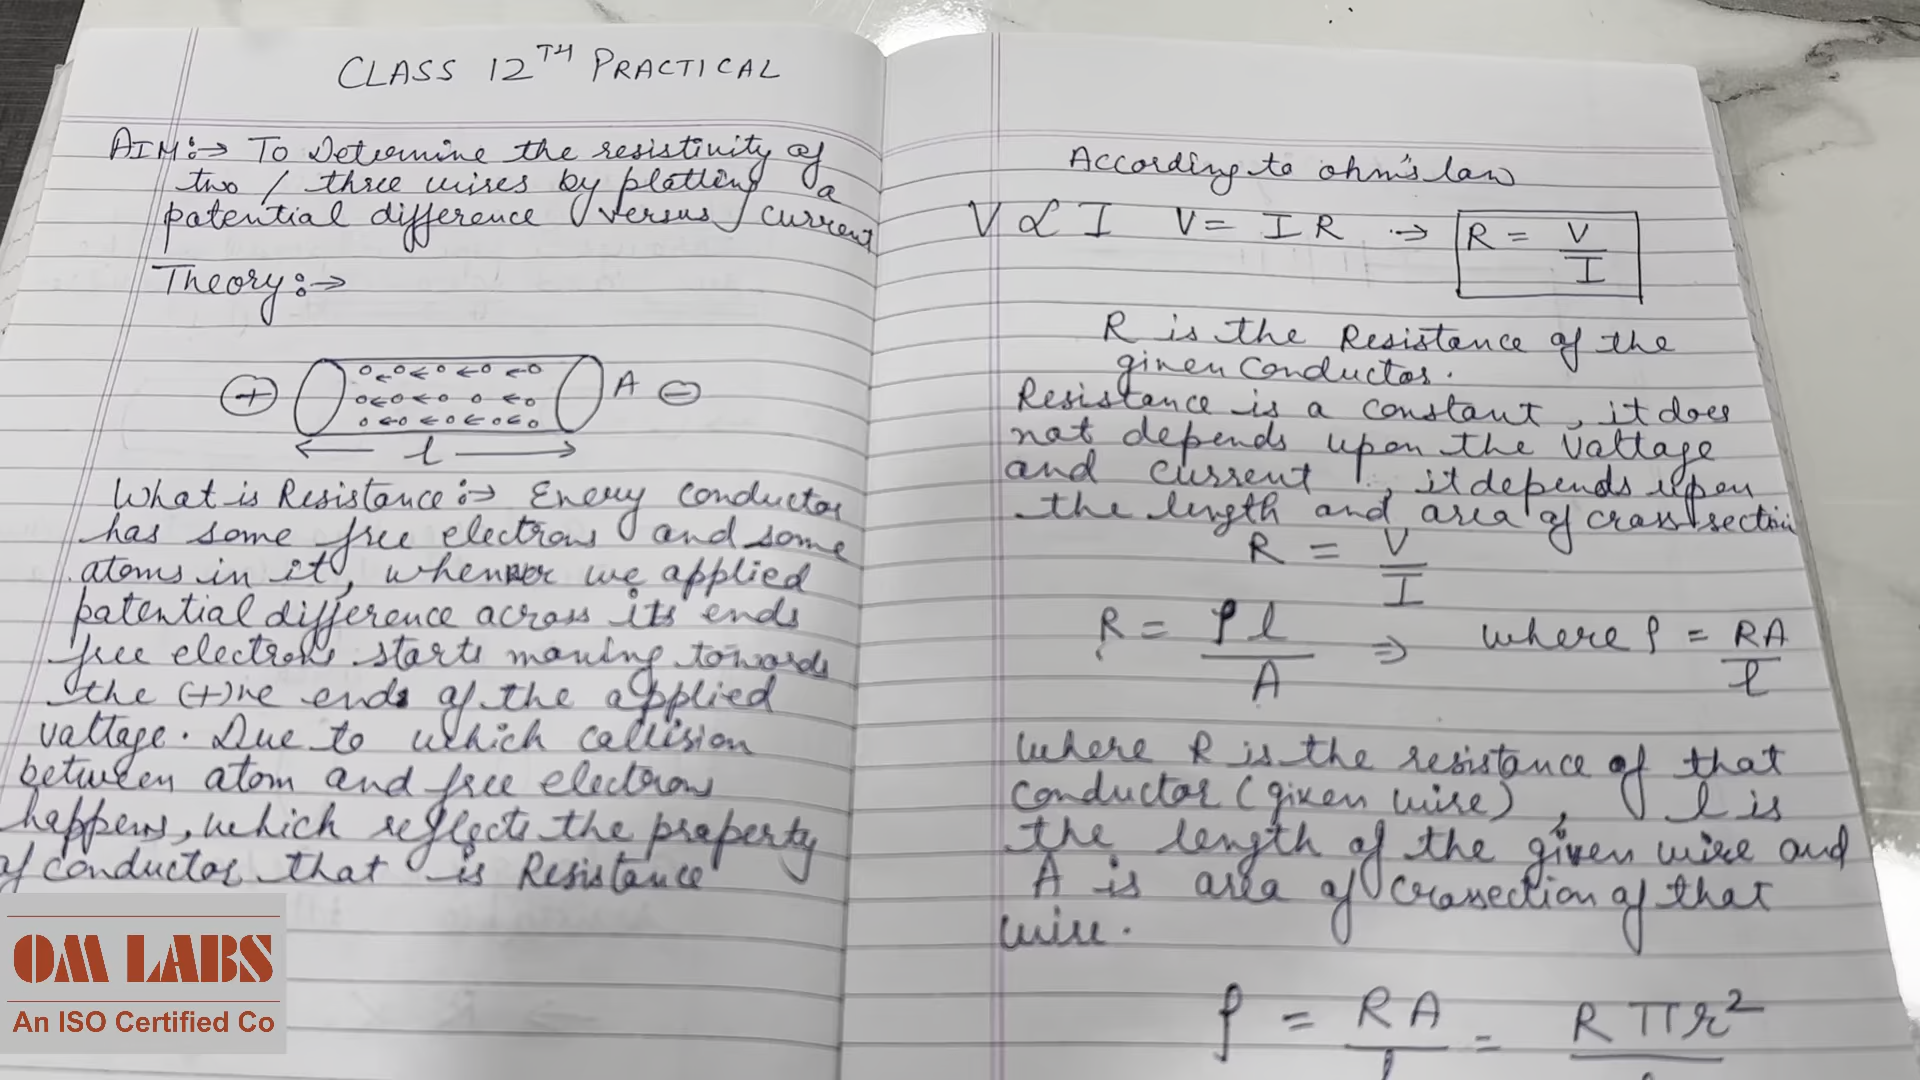 CLASS 12TH PRACTICAL
AIM:→ To Determine the resistivity of
two / three wires by plotting a
potential difference versus current
Theory:→
+ A −
l
What is Resistance:→ Every conductor
has some free electrons and some
atoms in it, whenever we applied
potential difference across its ends
free electrons starts moving towards
the (+)ve ends of the applied
voltage. Due to which collision
between atom and free electrons
happens, which reflects the property
of conductor that is Resistance
According to ohm's law
V ∝ I V = I R → R = V/I
R is the Resistance of the
given conductor.
Resistance is a constant, it does
not depends upon the voltage
and current, it depends upon
the length and area of cross section
R = V/I
R = ρl/A ⇒ where ρ = RA/l
where R is the resistance of that
conductor (given wire), l is
the length of the given wire and
A is area of crossection of that
wire.
ρ = RA/l = Rπr²
OM LABS
An ISO Certified Co